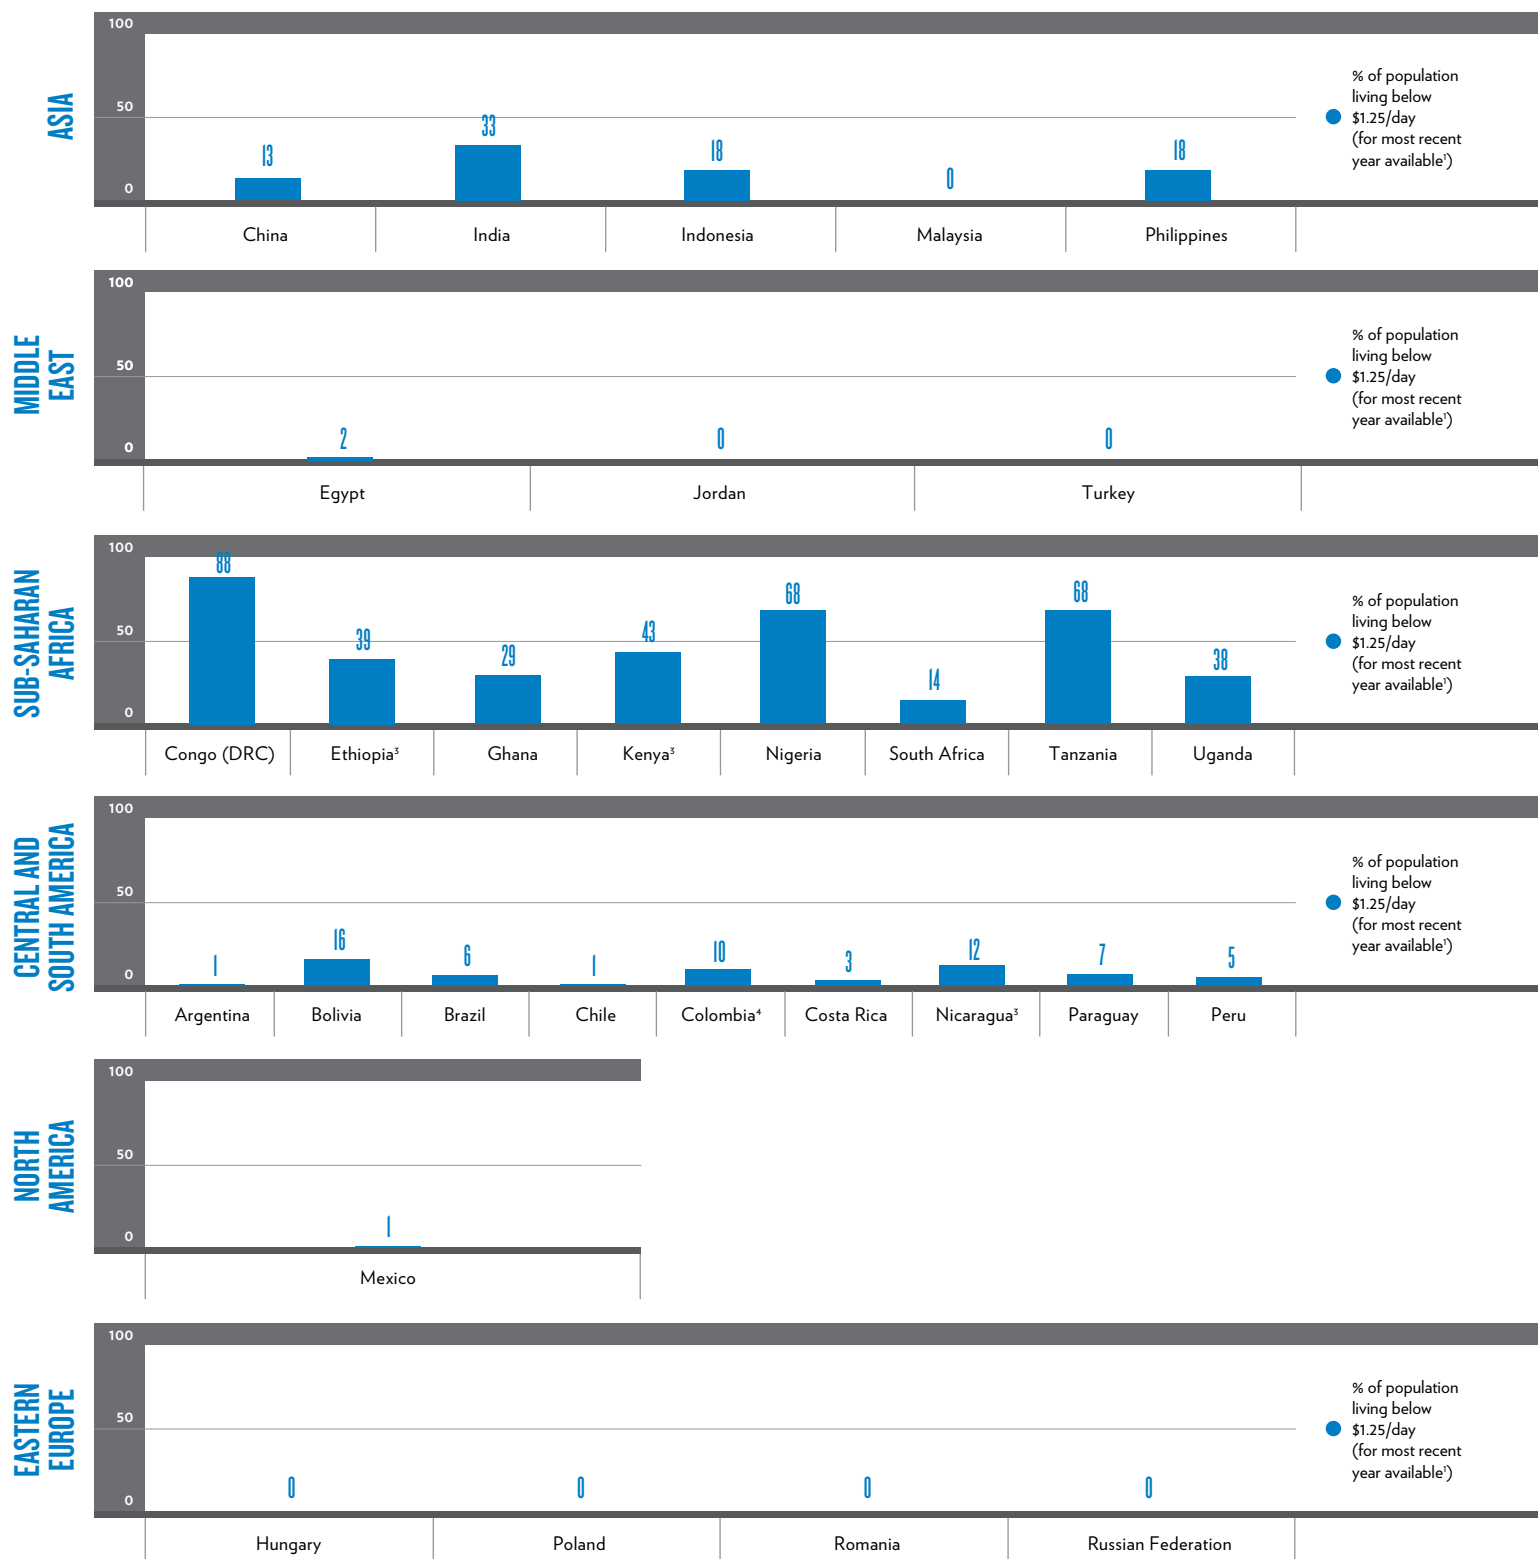 ASIA
100
50
0
13
33
18
0
18
China
India
Indonesia
Malaysia
Philippines
% of population
living below
$1.25/day
(for most recent
year available¹)
MIDDLE
EAST
100
50
0
2
0
0
Egypt
Jordan
Turkey
% of population
living below
$1.25/day
(for most recent
year available¹)
SUB-SAHARAN
AFRICA
100
50
0
88
39
29
43
68
14
68
38
Congo (DRC)
Ethiopia³
Ghana
Kenya³
Nigeria
South Africa
Tanzania
Uganda
% of population
living below
$1.25/day
(for most recent
year available¹)
CENTRAL AND
SOUTH AMERICA
100
50
0
1
16
6
1
10
3
12
7
5
Argentina
Bolivia
Brazil
Chile
Colombia⁴
Costa Rica
Nicaragua³
Paraguay
Peru
% of population
living below
$1.25/day
(for most recent
year available¹)
NORTH
AMERICA
100
50
0
1
Mexico
EASTERN
EUROPE
100
50
0
0
0
0
0
Hungary
Poland
Romania
Russian Federation
% of population
living below
$1.25/day
(for most recent
year available¹)